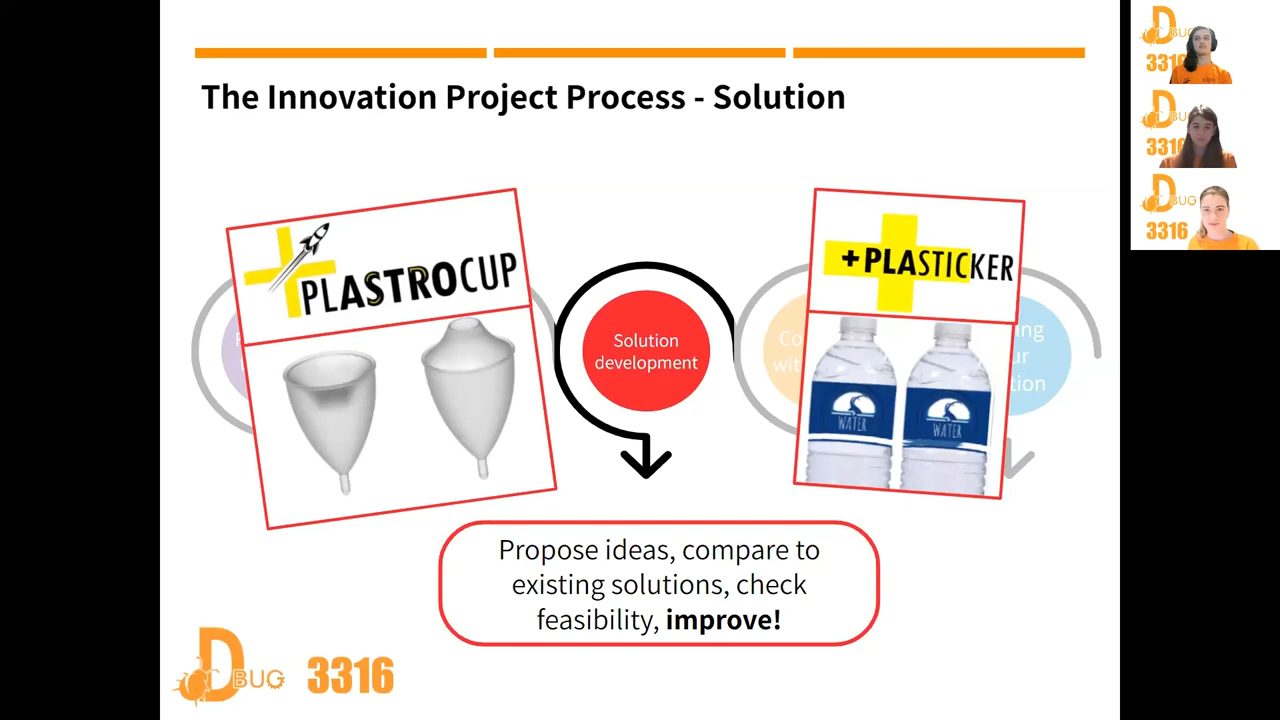 The Innovation Project Process - Solution
PLASTROCUP
+PLASTICKER
Solution
development
WATER
WATER
Propose ideas, compare to
existing solutions, check
feasibility, improve!
D BUG 3316
D BUG
3316
D BUG
3316
D BUG
3316